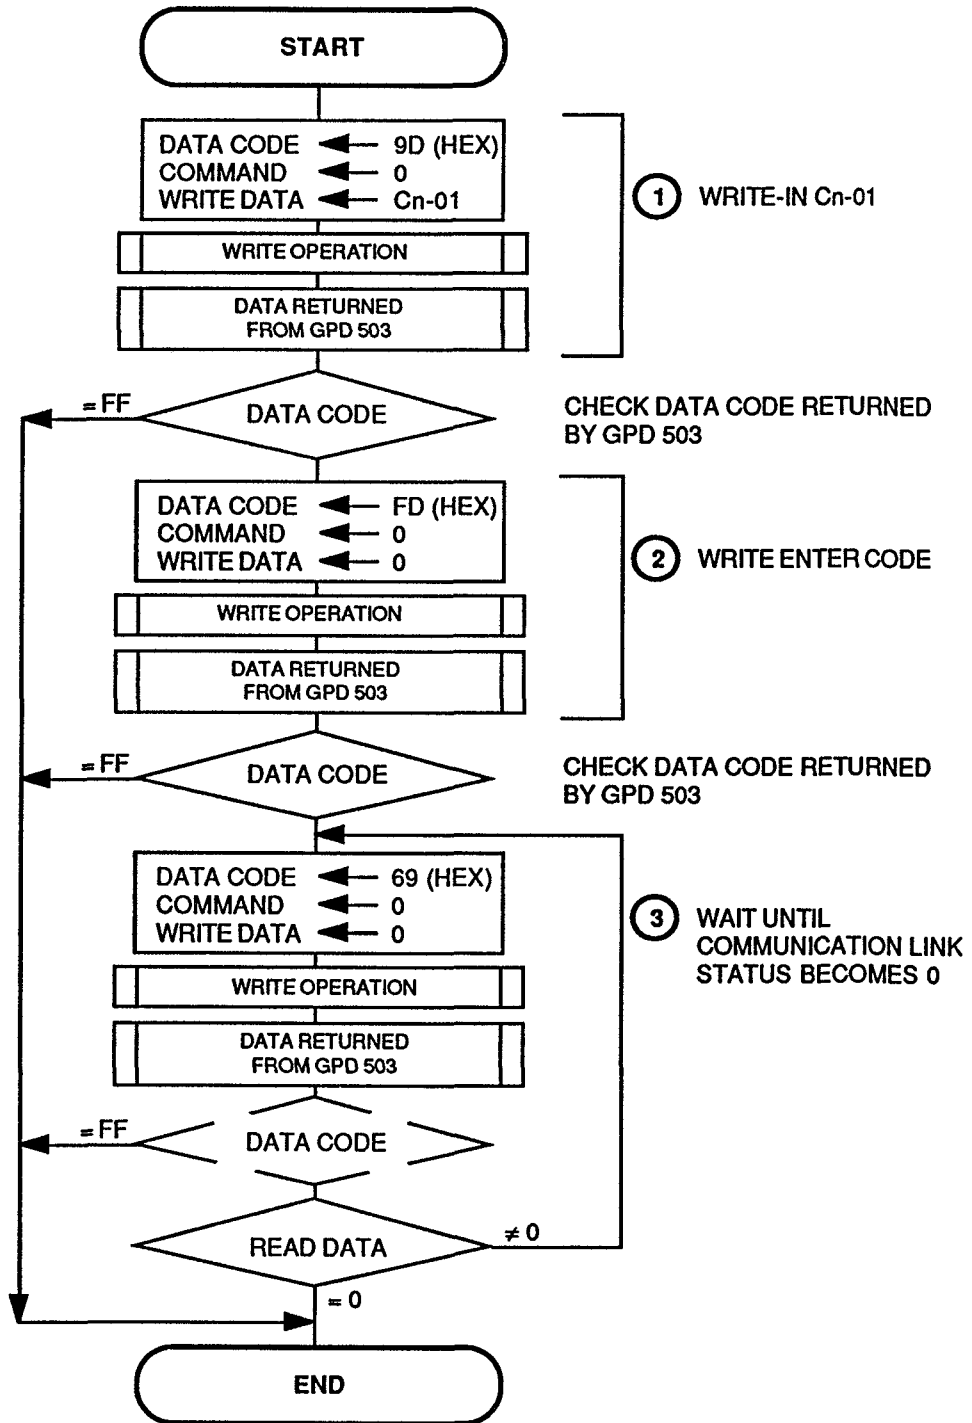 START
DATA CODE ← 9D (HEX)
COMMAND ← 0
WRITE DATA ← Cn-01
1 WRITE-IN Cn-01
WRITE OPERATION
DATA RETURNED
FROM GPD 503
= FF
DATA CODE
CHECK DATA CODE RETURNED
BY GPD 503
DATA CODE ← FD (HEX)
COMMAND ← 0
WRITE DATA ← 0
2 WRITE ENTER CODE
WRITE OPERATION
DATA RETURNED
FROM GPD 503
= FF
DATA CODE
CHECK DATA CODE RETURNED
BY GPD 503
DATA CODE ← 69 (HEX)
COMMAND ← 0
WRITE DATA ← 0
3 WAIT UNTIL
COMMUNICATION LINK
STATUS BECOMES 0
WRITE OPERATION
DATA RETURNED
FROM GPD 503
= FF
DATA CODE
READ DATA
≠ 0
= 0
END